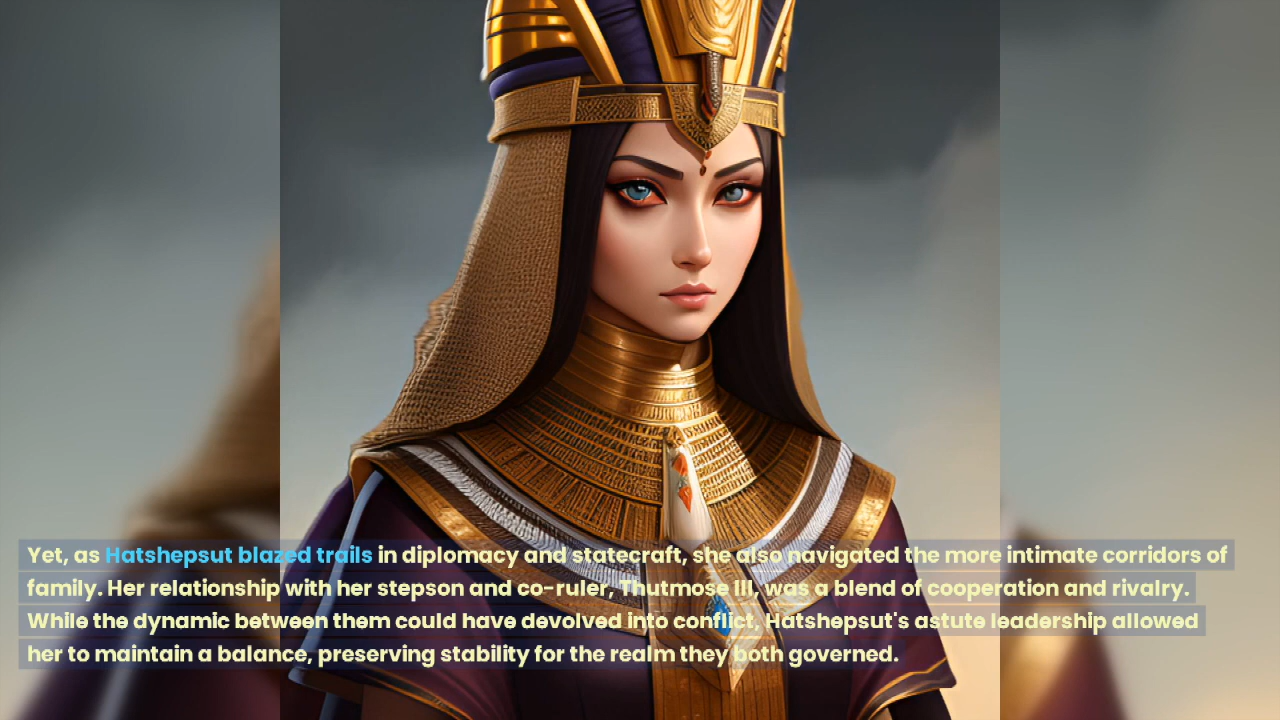 Yet, as Hatshepsut blazed trails in diplomacy and statecraft, she also navigated the more intimate corridors of
family. Her relationship with her stepson and co-ruler, Thutmose III, was a blend of cooperation and rivalry.
While the dynamic between them could have devolved into conflict, Hatshepsut's astute leadership allowed
her to maintain a balance, preserving stability for the realm they both governed.